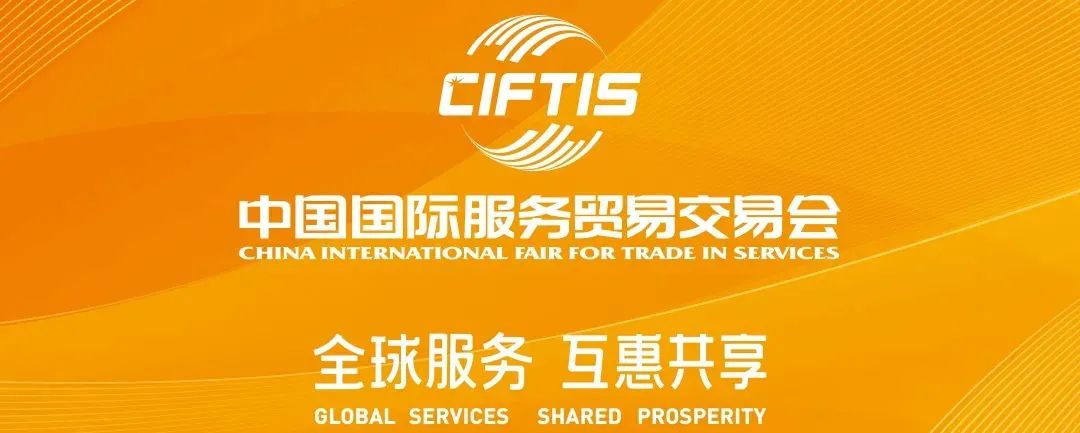 CIFTIS
中国国际服务贸易交易会
CHINA INTERNATIONAL FAIR FOR TRADE IN SERVICES
全球服务 互惠共享
GLOBAL SERVICES SHARED PROSPERITY